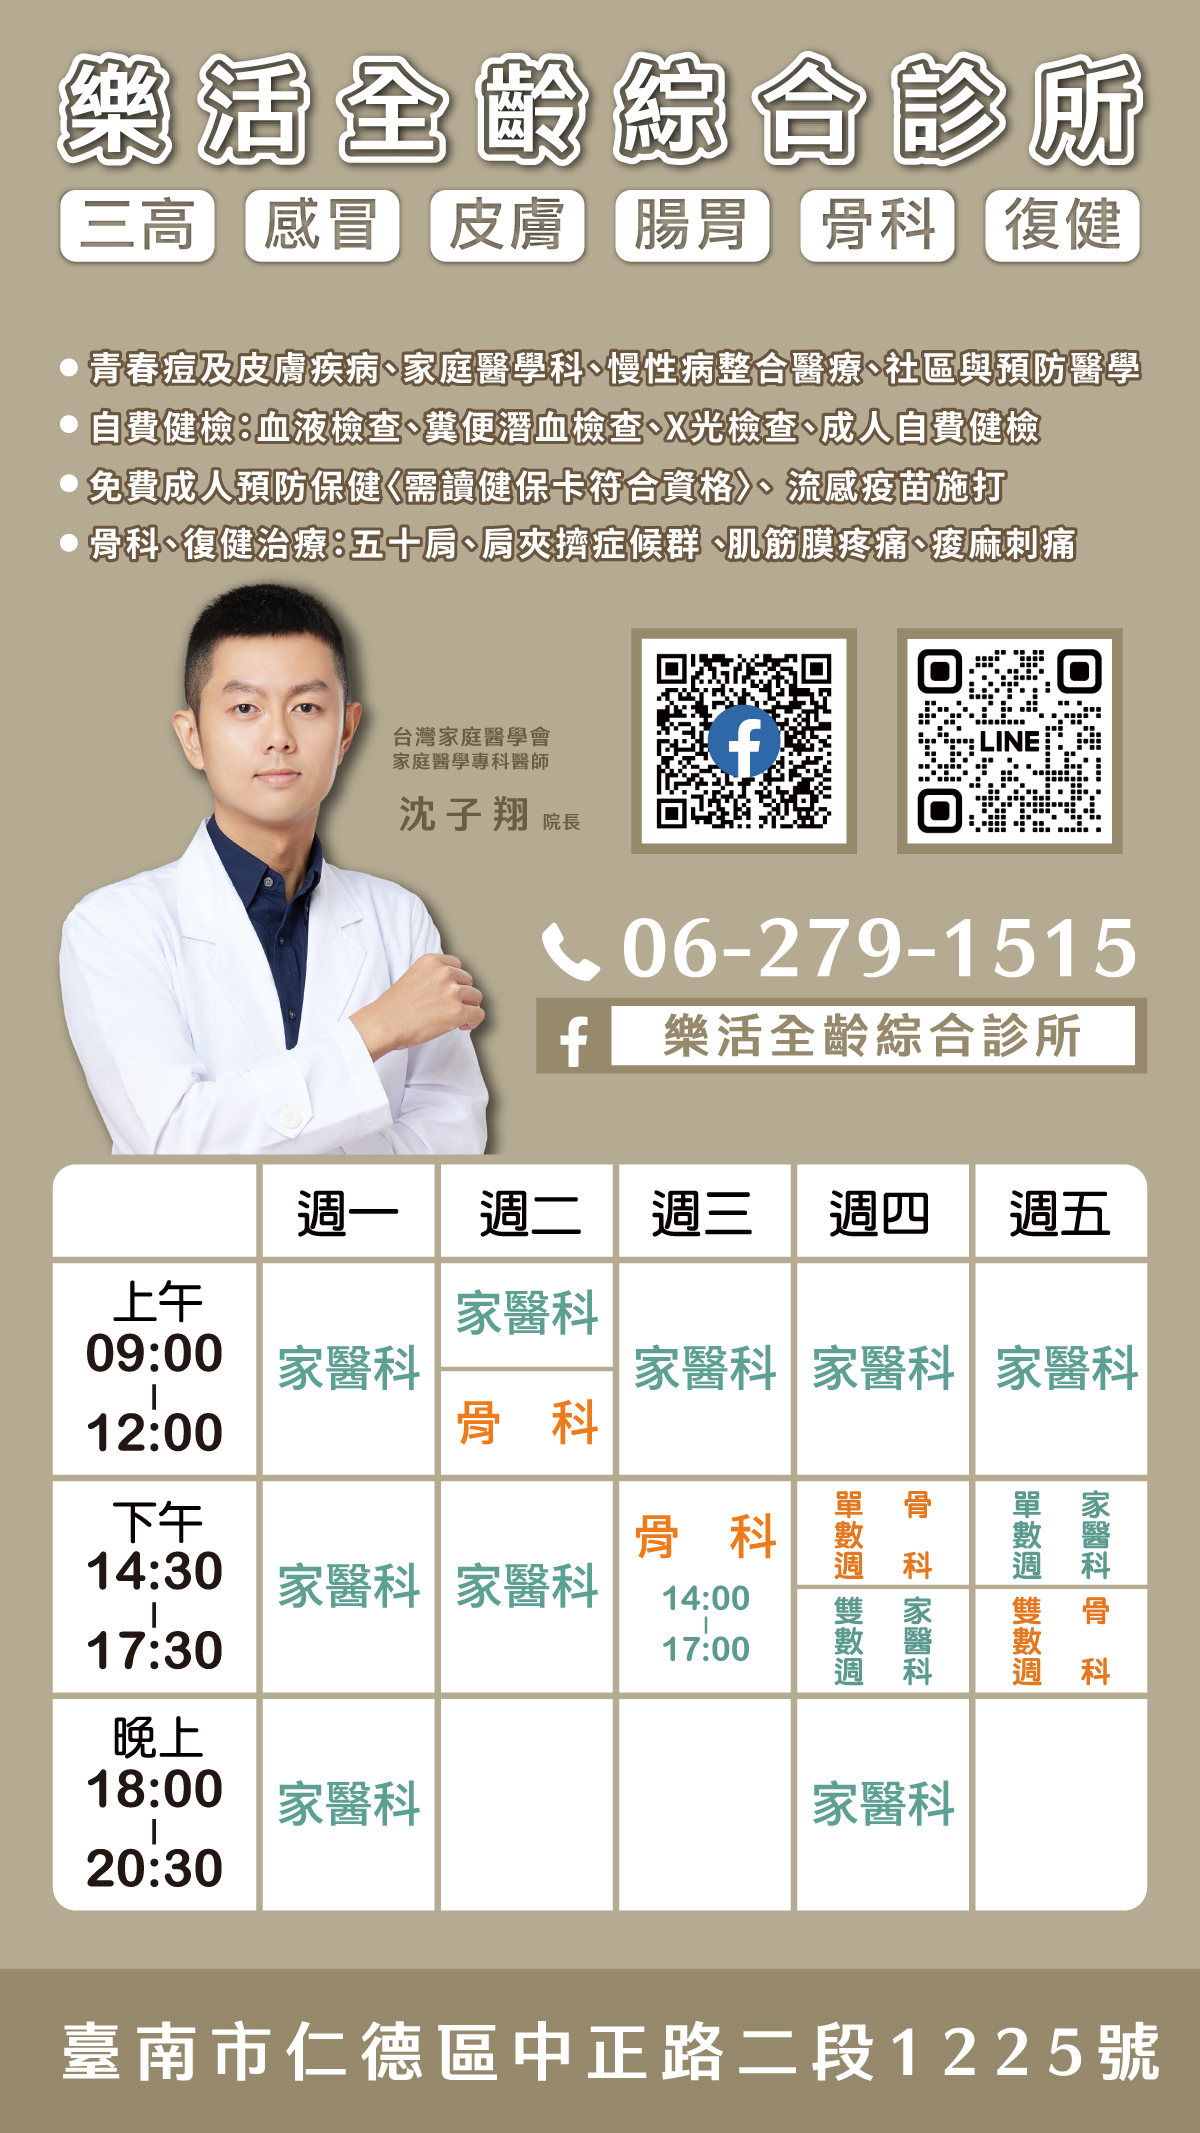 樂活全齡綜合診所
三高 感冒 皮膚 腸胃 骨科 復健
青春痘及皮膚疾病、家庭醫學科、慢性病整合醫療、社區與預防醫學
自費健檢：血液檢查、糞便潛血檢查、X光檢查、成人自費健檢
免費成人預防保健〈需讀健保卡符合資格〉、流感疫苗施打
骨科、復健治療：五十肩、肩夾擠症候群、肌筋膜疼痛、痠麻刺痛
台灣家庭醫學會
家庭醫學專科醫師
沈子翔 院長
LINE
06-279-1515
樂活全齡綜合診所
週一 週二 週三 週四 週五
上午
09:00
|
12:00
家醫科
家醫科
骨 科
家醫科
家醫科
家醫科
下午
14:30
|
17:30
家醫科
家醫科
骨 科
14:00
|
17:00
單數週 骨科
雙數週 家醫科
單數週 家醫科
雙數週 骨科
晚上
18:00
|
20:30
家醫科
家醫科
臺南市仁德區中正路二段1225號